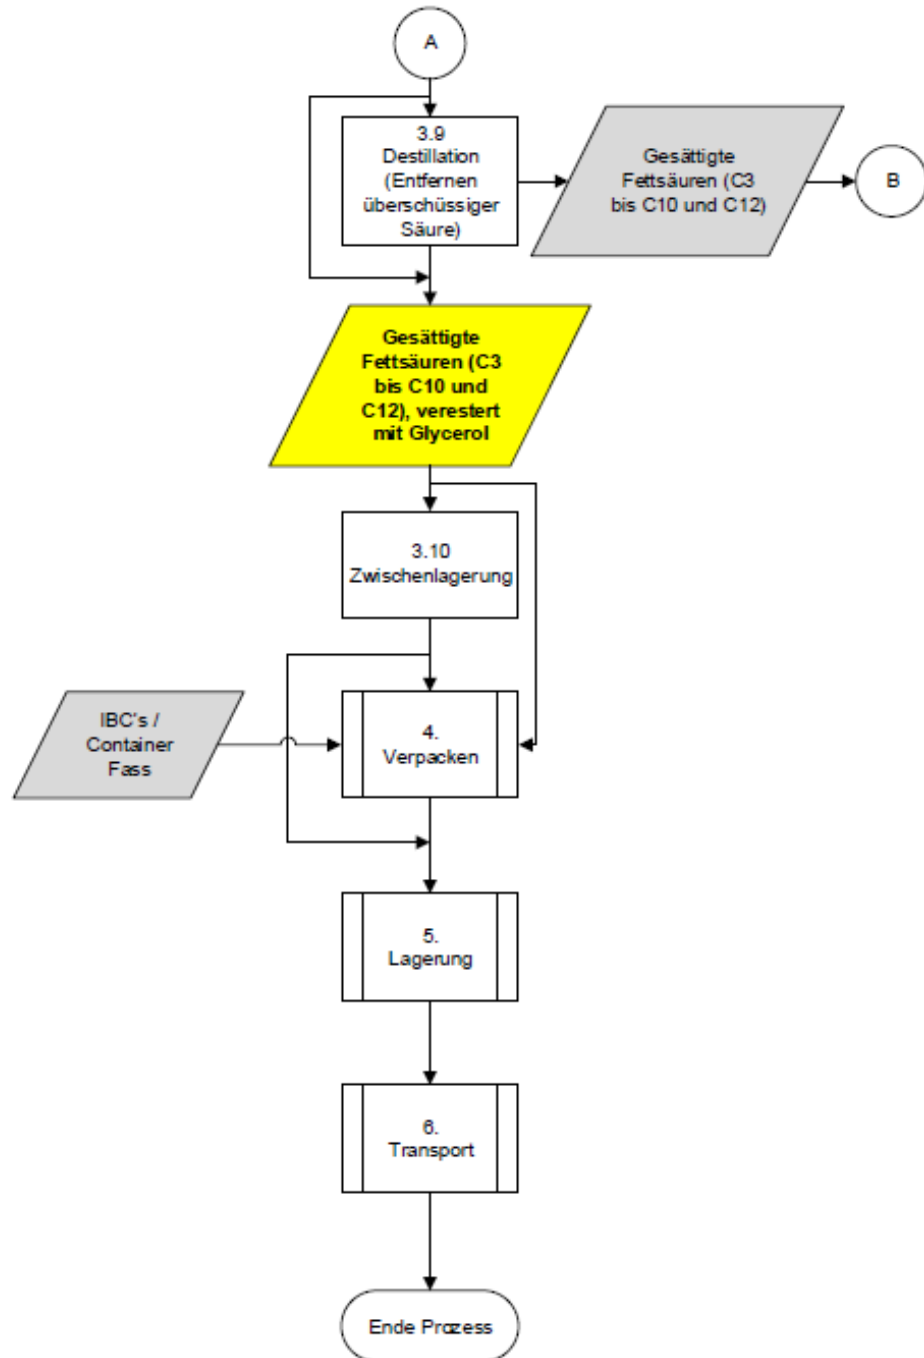 A
3.9
Destillation
(Entfernen
überschüssiger
Säure)
Gesättigte
Fettsäuren (C3
bis C10 und C12)
B
Gesättigte
Fettsäuren (C3
bis C10 und
C12), verestert
mit Glycerol
3.10
Zwischenlagerung
IBC's /
Container
Fass
4.
Verpacken
5.
Lagerung
6.
Transport
Ende Prozess